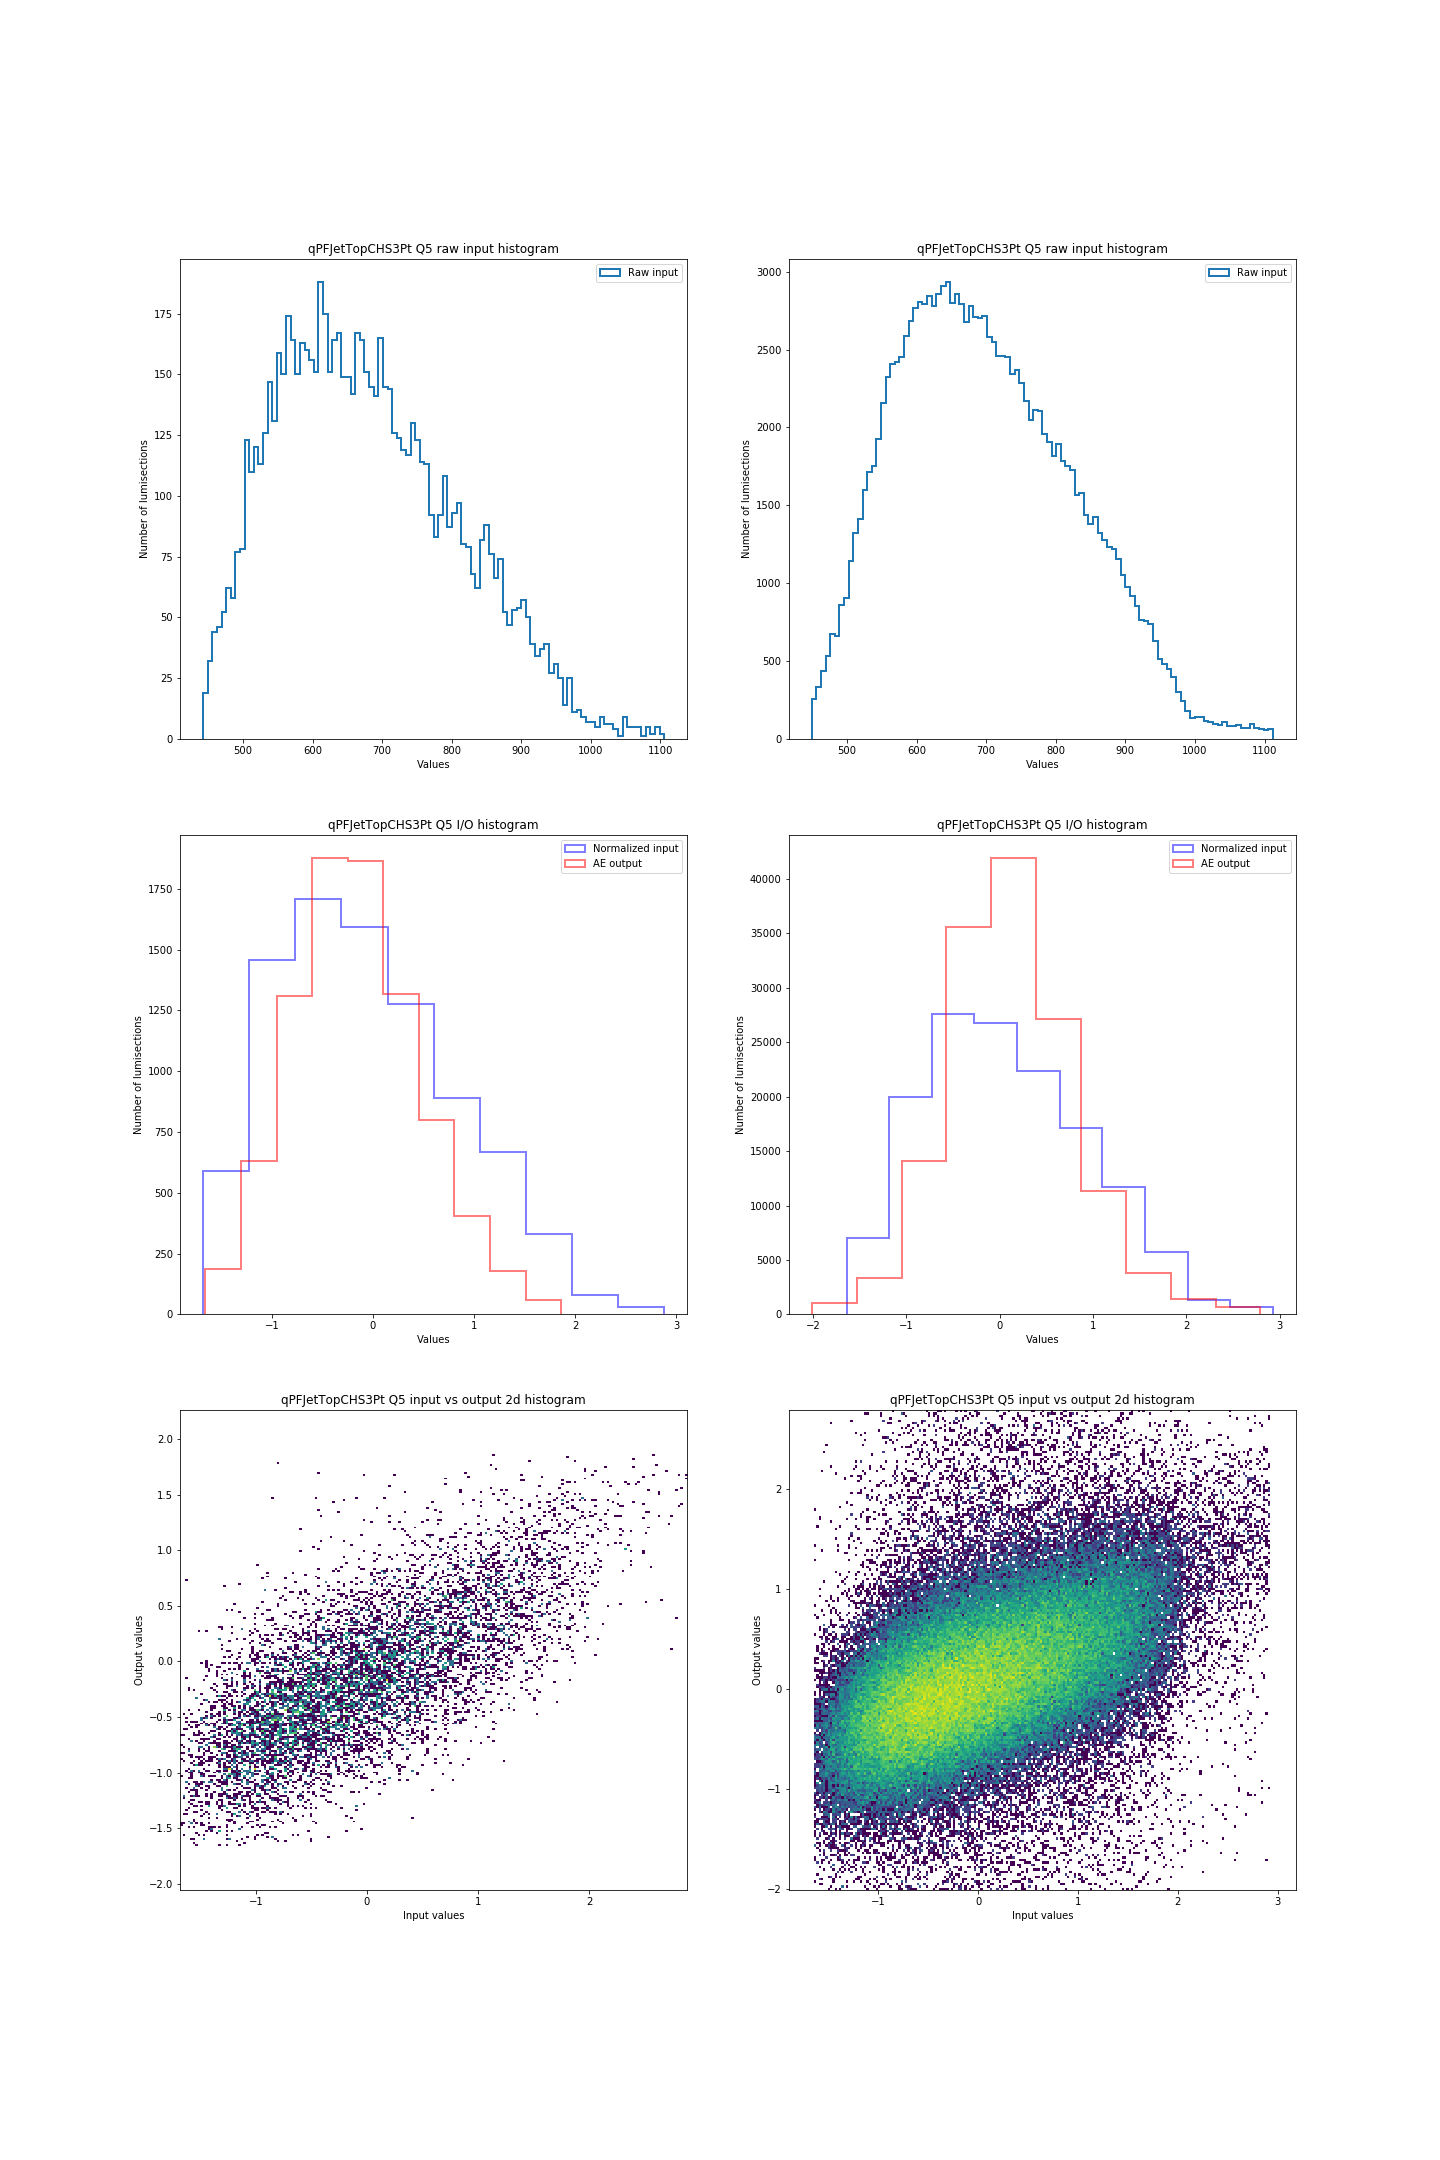 qPFJetTopCHS3Pt Q5 raw input histogram
Raw input
175
150
125
100
75
50
25
0
Number of lumisections
500 600 700 800 900 1000 1100
Values
qPFJetTopCHS3Pt Q5 raw input histogram
Raw input
3000
2500
2000
1500
1000
500
0
Number of lumisections
500 600 700 800 900 1000 1100
Values
qPFJetTopCHS3Pt Q5 I/O histogram
Normalized input
AE output
1750
1500
1250
1000
750
500
250
0
Number of lumisections
−1 0 1 2 3
Values
qPFJetTopCHS3Pt Q5 I/O histogram
Normalized input
AE output
40000
35000
30000
25000
20000
15000
10000
5000
0
Number of lumisections
−2 −1 0 1 2 3
Values
qPFJetTopCHS3Pt Q5 input vs output 2d histogram
2.0
1.5
1.0
0.5
0.0
−0.5
−1.0
−1.5
−2.0
Output values
−1 0 1 2
Input values
qPFJetTopCHS3Pt Q5 input vs output 2d histogram
2
1
0
−1
−2
Output values
−1 0 1 2 3
Input values